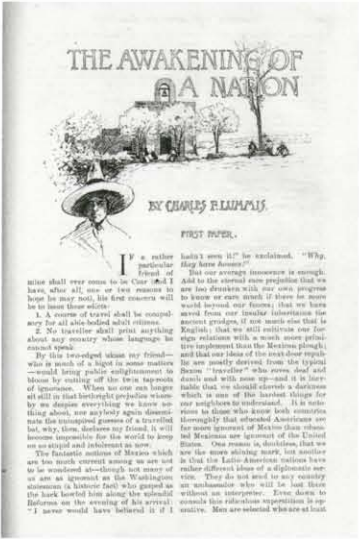 THE AWAKENING OF
A NATION
BY CHARLES F. LUMMIS.
FIRST PAPER.
IF a rather
particular
friend of
mine shall ever come to be Czar (and I
have, after all, one or two reasons to
hope he may not), his first concern will
be to issue these edicts:
1. A course of travel shall be compul-
sory for all able-bodied adult citizens.
2. No traveller shall print anything
about any country whose language he
cannot speak.
By this two-edged ukase my friend—
who is much of a bigot in some matters
—would bring public enlightenment to
bloom by cutting off the twin tap-roots
of ignorance. When no one can longer
sit still in that birthright prejudice where-
by we despise everything we know no-
thing about, nor anybody again dissemi-
nate the unsapped guesses of a travelled
but, why, then, declares my friend, it will
become impossible for the world to keep
on so stupid and intolerant as now.
The fantastic notions of Mexico which
are too much current among us are not
to be wondered at—though not many of
us are as ignorant as the Washington
statesman (a historic fact) who gasped as
the hack bowled him along the splendid
Reforma on the evening of his arrival:
"I never would have believed it if I
hadn't seen it!" he exclaimed. "Why,
they have houses!"
But our average innocence is enough.
Add to the eternal race prejudice that we
are too drunken with our own progress
to know or care much if there be more
world beyond our fences; that we have
saved from our insular inheritance the
ancient grudges, if not much else that is
English; that we still cultivate our for-
eign relations with a much more primi-
tive implement than the Mexican plough;
and that our ideas of the next-door repub-
lic are mostly derived from the typical
Saxon "traveller" who roves deaf and
dumb and with nose up—and it is inev-
itable that we should cherish a darkness
which is one of the hardest things for
our neighbors to understand. It is noto-
rious to those who know both countries
thoroughly that educated Americans are
far more ignorant of Mexico than educa-
ted Mexicans are ignorant of the United
States. One reason is, doubtless, that we
are the more shining mark, but another
is that the Latin-American nations have
rather different ideas of a diplomatic ser-
vice. They do not send to any country
an ambassador who will be lost there
without an interpreter. Even down to
consuls this ridiculous superstition is op-
erative. Men are selected who are at least